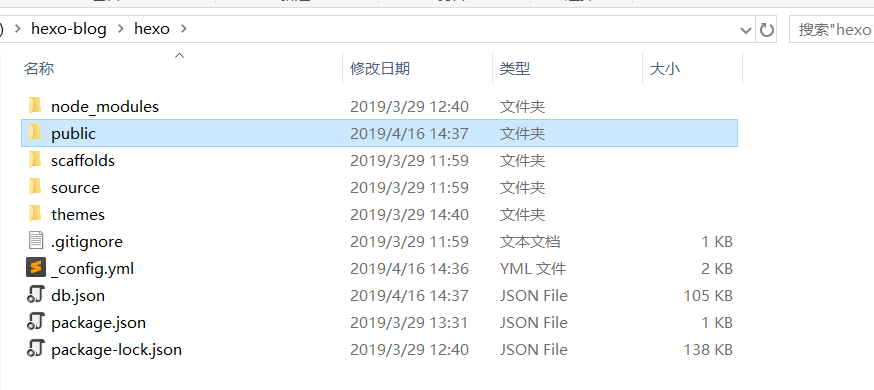 ) > hexo-blog > hexo >
搜索"hexo"
名称 修改日期 类型 大小
node_modules 2019/3/29 12:40 文件夹
public 2019/4/16 14:37 文件夹
scaffolds 2019/3/29 11:59 文件夹
source 2019/3/29 11:59 文件夹
themes 2019/3/29 14:40 文件夹
.gitignore 2019/3/29 11:59 文本文档 1 KB
_config.yml 2019/4/16 14:36 YML 文件 2 KB
db.json 2019/4/16 14:37 JSON File 105 KB
package.json 2019/3/29 13:31 JSON File 1 KB
package-lock.json 2019/3/29 12:40 JSON File 138 KB